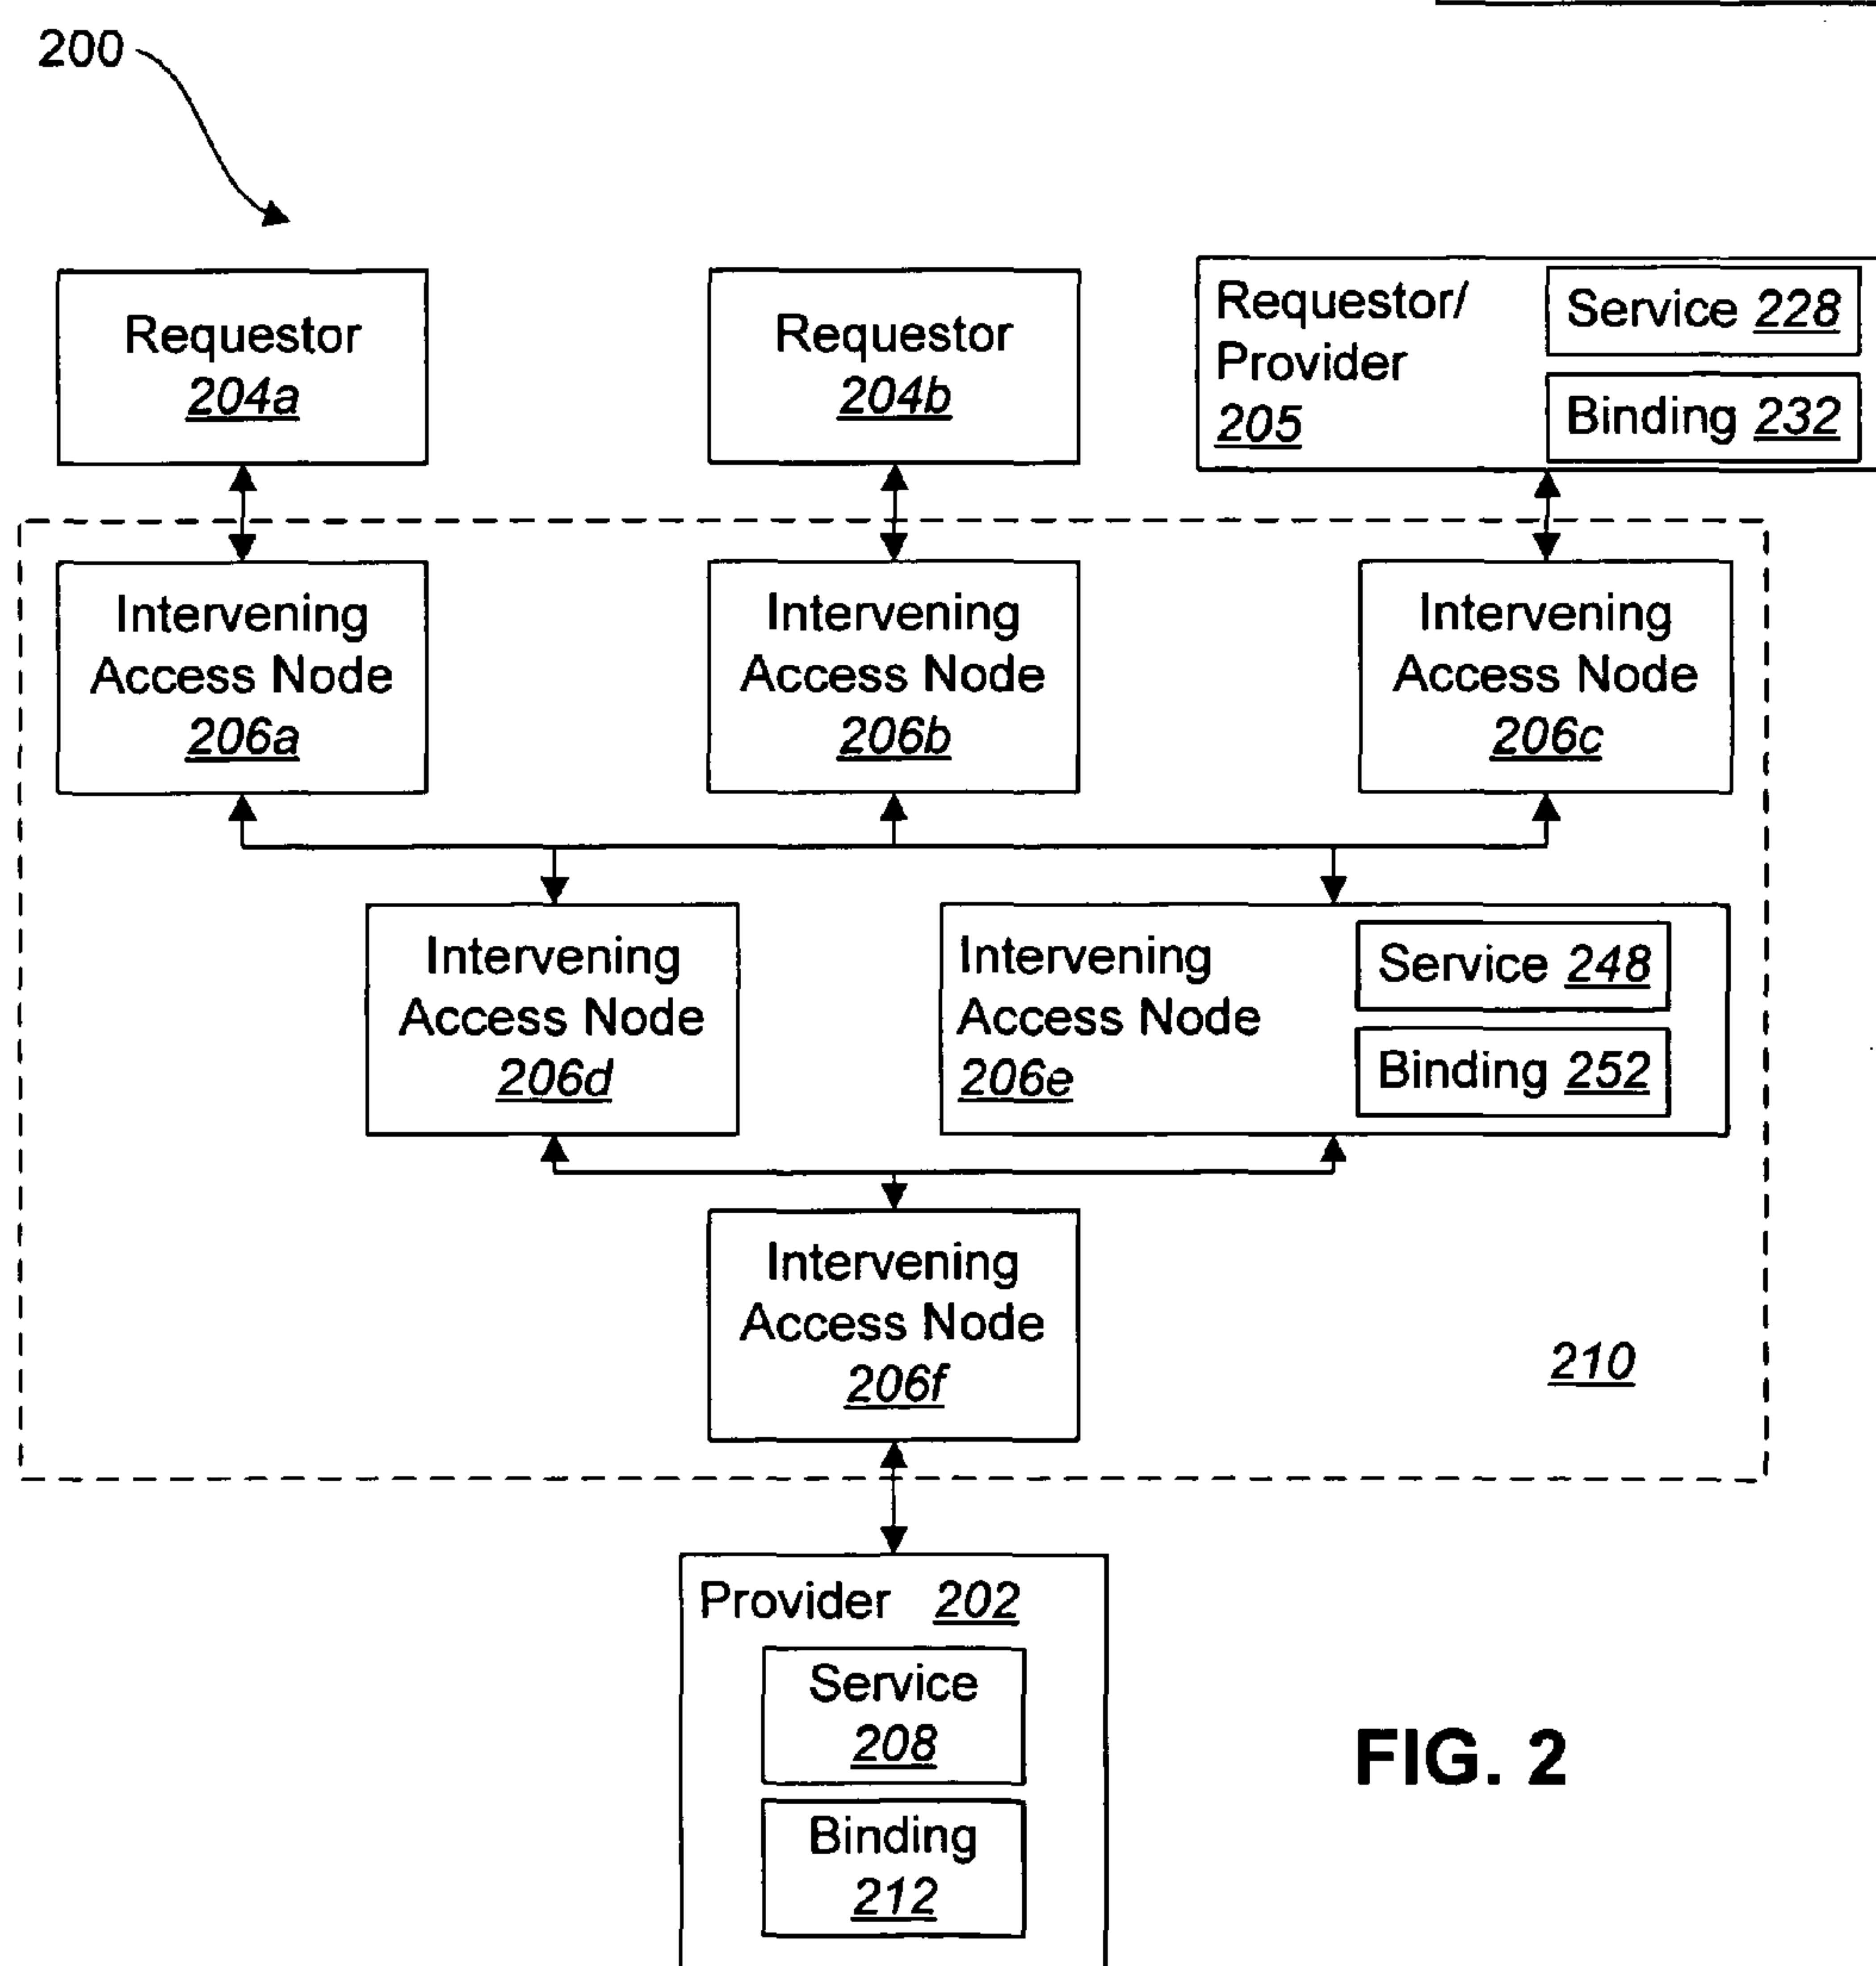 200
Requestor
204a
Requestor
204b
Requestor/
Provider
205
Service 228
Binding 232
Intervening
Access Node
206a
Intervening
Access Node
206b
Intervening
Access Node
206c
Intervening
Access Node
206d
Intervening
Access Node
206e
Service 248
Binding 252
Intervening
Access Node
206f
210
Provider 202
Service
208
Binding
212
FIG. 2